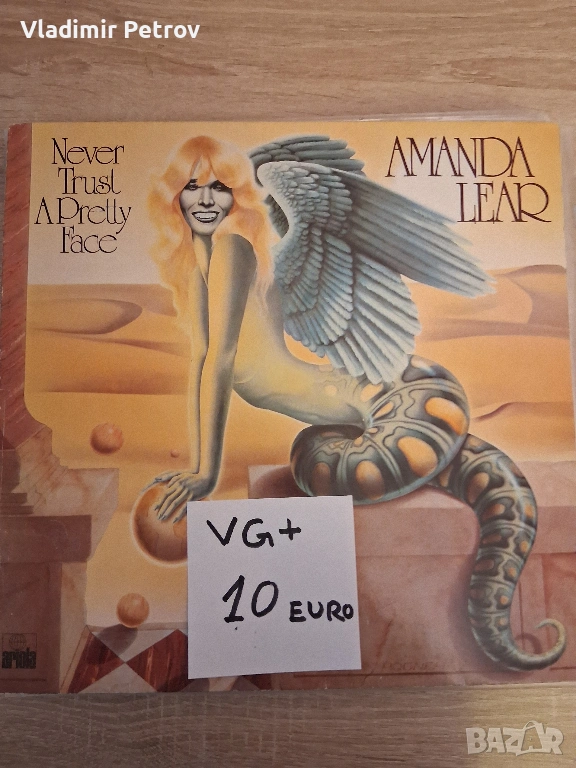 Vladimir Petrov
Never
Trust
A Pretty
Face
AMANDA
LEAR
VG+
10 EURO
ariola
BAZAR